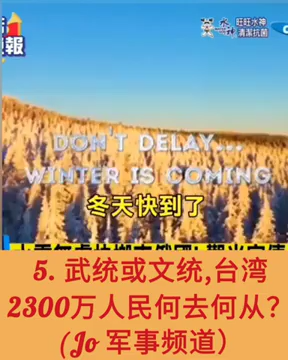 報
旺旺水神
清潔抗菌
DON'T DELAY...
WINTER IS COMING
冬天快到了
5. 武统或文统,台湾
2300万人民何去何从?
(Jo 军事频道)